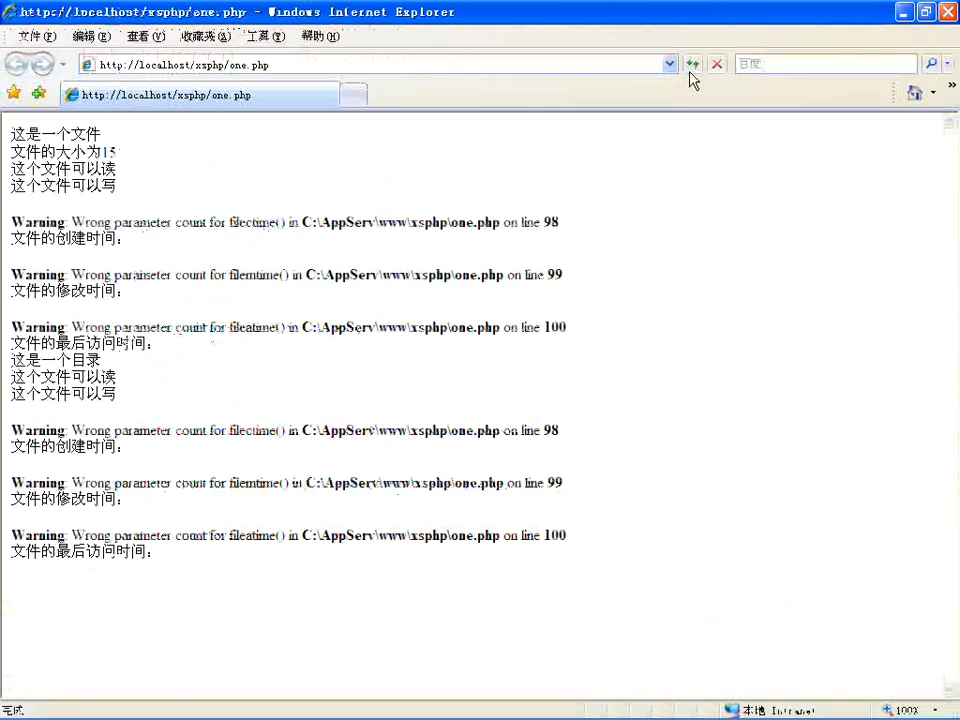 https://localhost/xsphp/one.php - Windows Internet Explorer
文件(F) 编辑(E) 查看(V) 收藏夹(A) 工具(T) 帮助(H)
http://localhost/xsphp/one.php 百度
http://localhost/xsphp/one.php
这是一个文件
文件的大小为15
这个文件可以读
这个文件可以写
Warning: Wrong parameter count for filectime() in C:\AppServ\www\xsphp\one.php on line 98
文件的创建时间:
Warning: Wrong parameter count for filemtime() in C:\AppServ\www\xsphp\one.php on line 99
文件的修改时间:
Warning: Wrong parameter count for fileatime() in C:\AppServ\www\xsphp\one.php on line 100
文件的最后访问时间:
这是一个目录
这个文件可以读
这个文件可以写
Warning: Wrong parameter count for filectime() in C:\AppServ\www\xsphp\one.php on line 98
文件的创建时间:
Warning: Wrong parameter count for filemtime() in C:\AppServ\www\xsphp\one.php on line 99
文件的修改时间:
Warning: Wrong parameter count for fileatime() in C:\AppServ\www\xsphp\one.php on line 100
文件的最后访问时间:
完成 本地 Intranet 100%